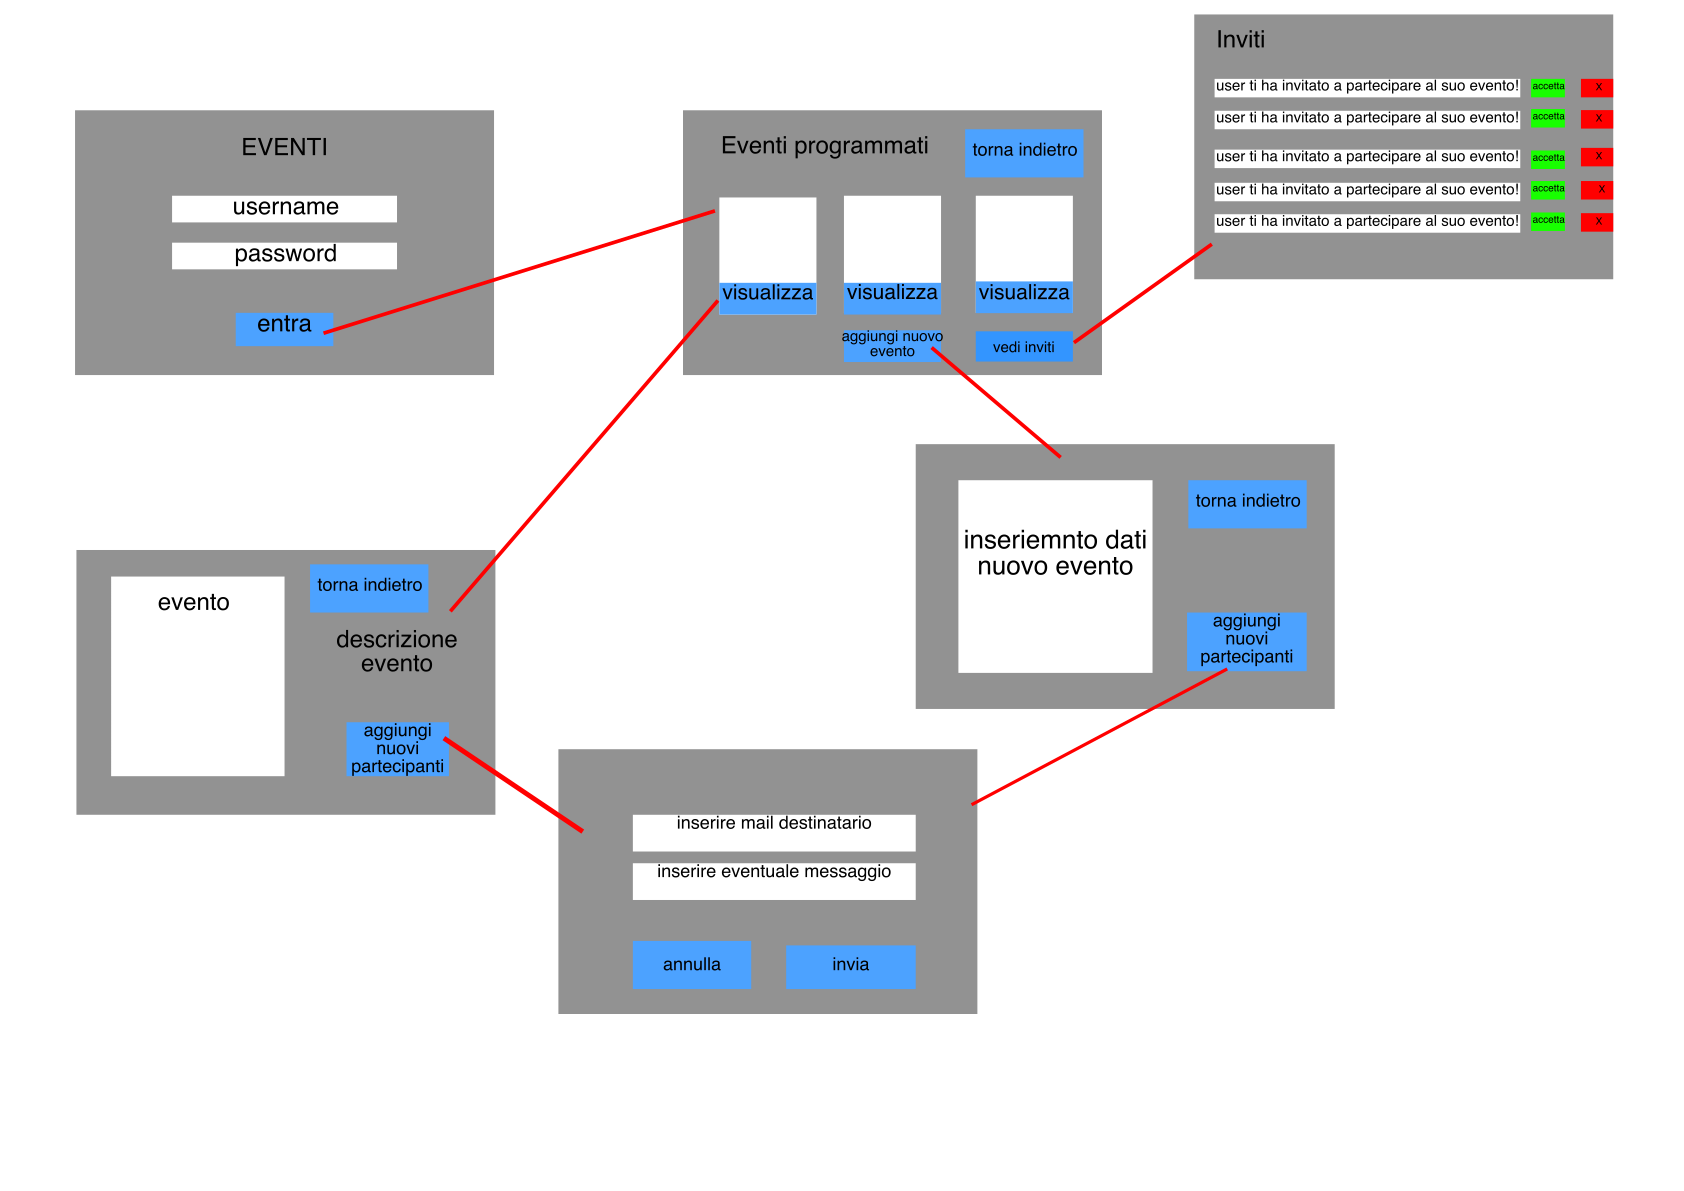 EVENTI
username
password
entra
Eventi programmati
torna indietro
visualizza
visualizza
visualizza
aggiungi nuovo
evento
vedi inviti
Inviti
user ti ha invitato a partecipare al suo evento! accetta X
user ti ha invitato a partecipare al suo evento! accetta X
user ti ha invitato a partecipare al suo evento! accetta X
user ti ha invitato a partecipare al suo evento! accetta X
user ti ha invitato a partecipare al suo evento! accetta X
inseriemnto dati
nuovo evento
torna indietro
aggiungi
nuovi
partecipanti
evento
torna indietro
descrizione
evento
aggiungi
nuovi
partecipanti
inserire mail destinatario
inserire eventuale messaggio
annulla
invia